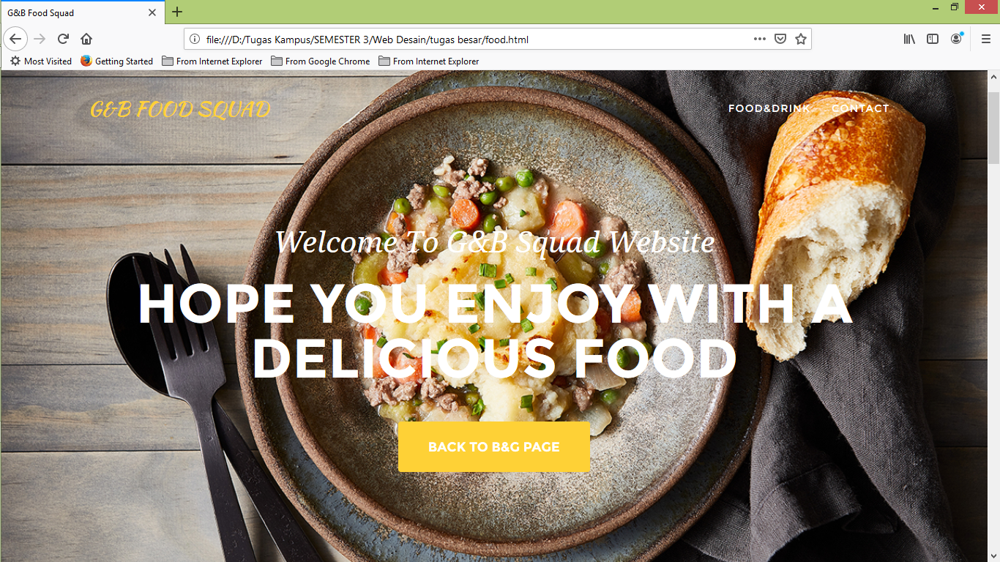 G&B Food Squad
file:///D:/Tugas Kampus/SEMESTER 3/Web Desain/tugas besar/food.html
Most Visited Getting Started From Internet Explorer From Google Chrome From Internet Explorer
G&B FOOD SQUAD FOOD&DRINK CONTACT
Welcome To G&B Squad Website
HOPE YOU ENJOY WITH A
DELICIOUS FOOD
BACK TO B&G PAGE